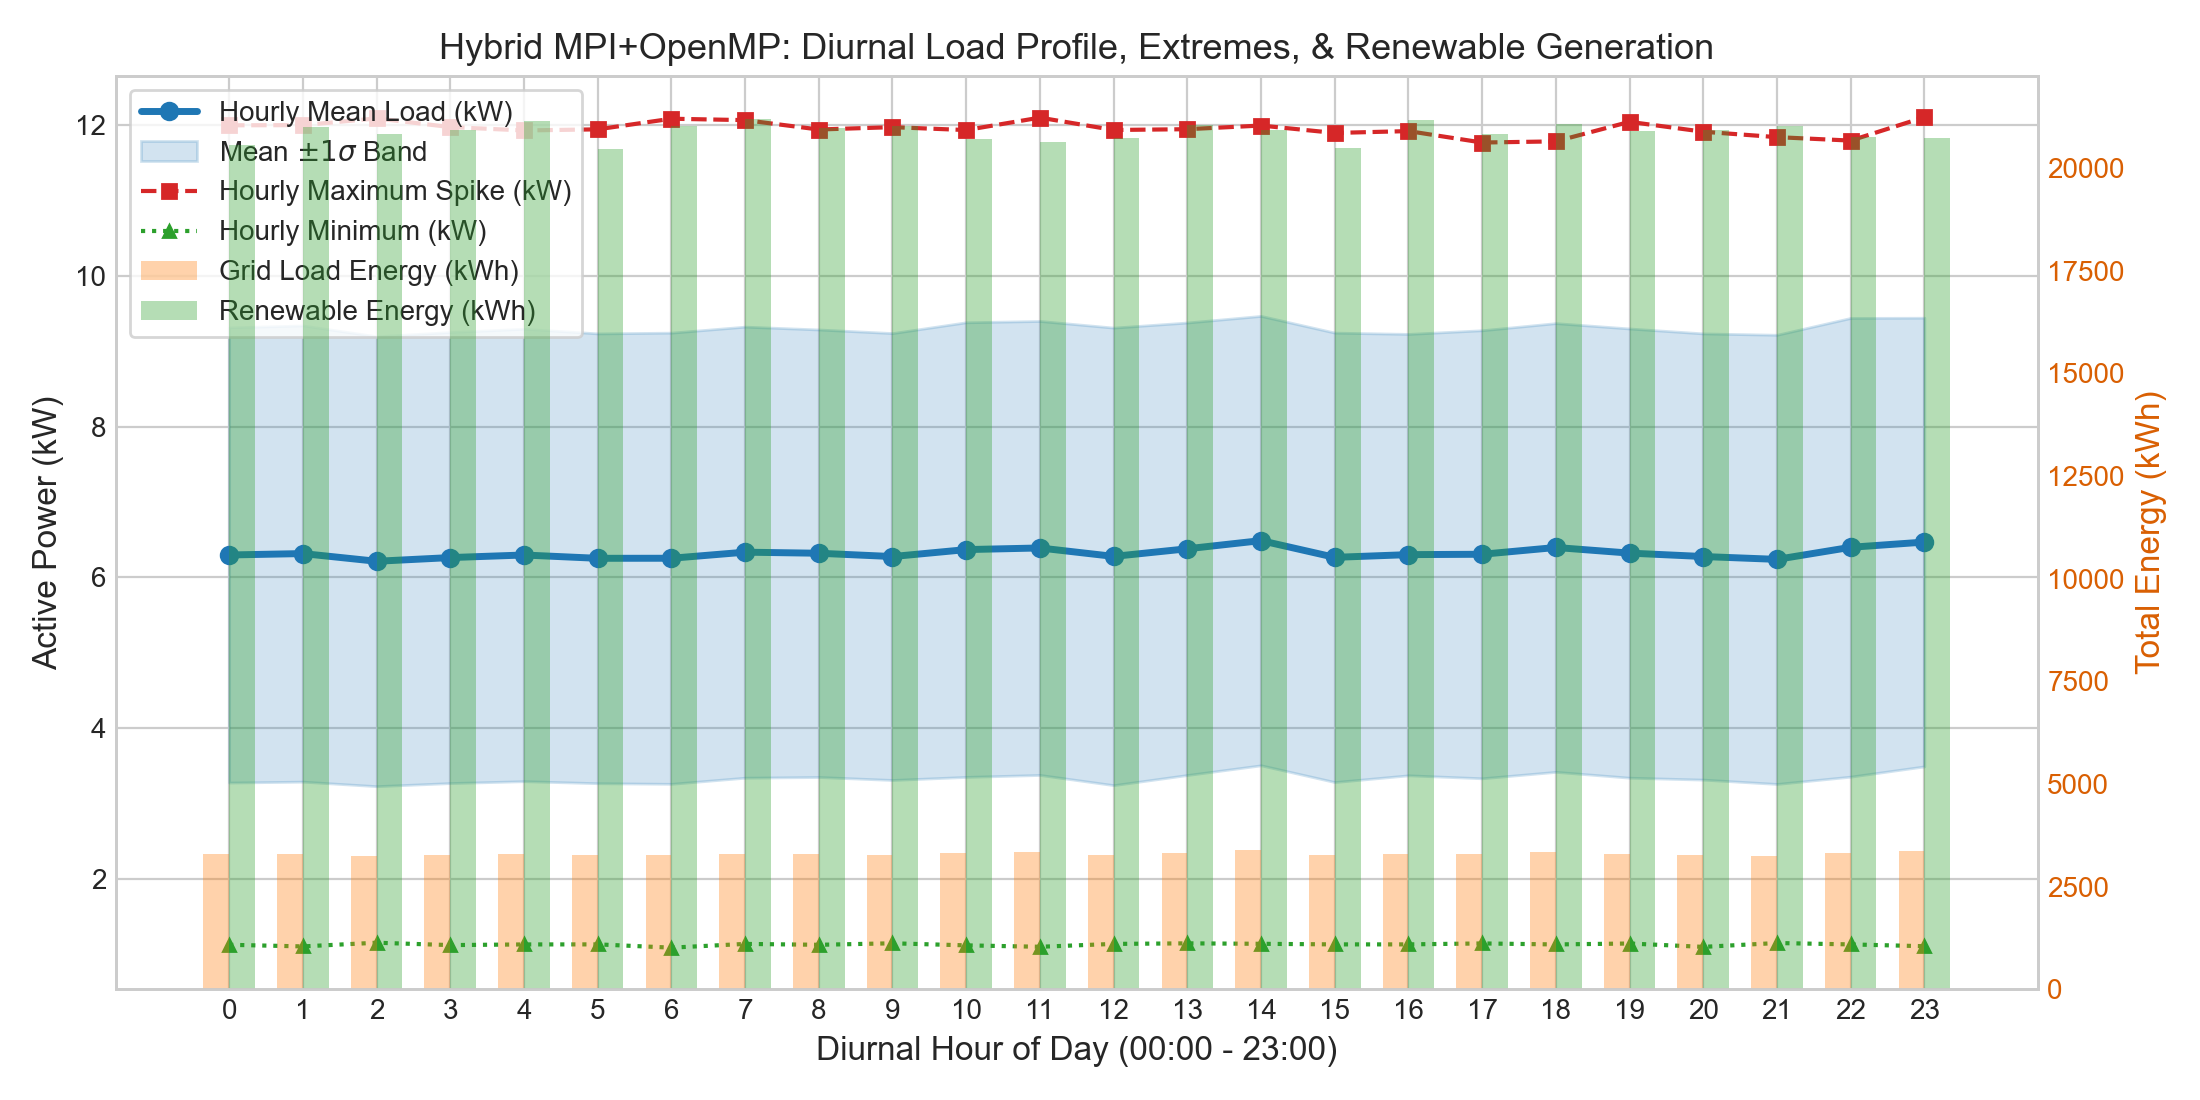 Hybrid MPI+OpenMP: Diurnal Load Profile, Extremes, & Renewable Generation
Hourly Mean Load (kW)
Mean ±1σ Band
Hourly Maximum Spike (kW)
Hourly Minimum (kW)
Grid Load Energy (kWh)
Renewable Energy (kWh)
Active Power (kW)
12
10
8
6
4
2
Total Energy (kWh)
20000
17500
15000
12500
10000
7500
5000
2500
0
0 1 2 3 4 5 6 7 8 9 10 11 12 13 14 15 16 17 18 19 20 21 22 23
Diurnal Hour of Day (00:00 - 23:00)